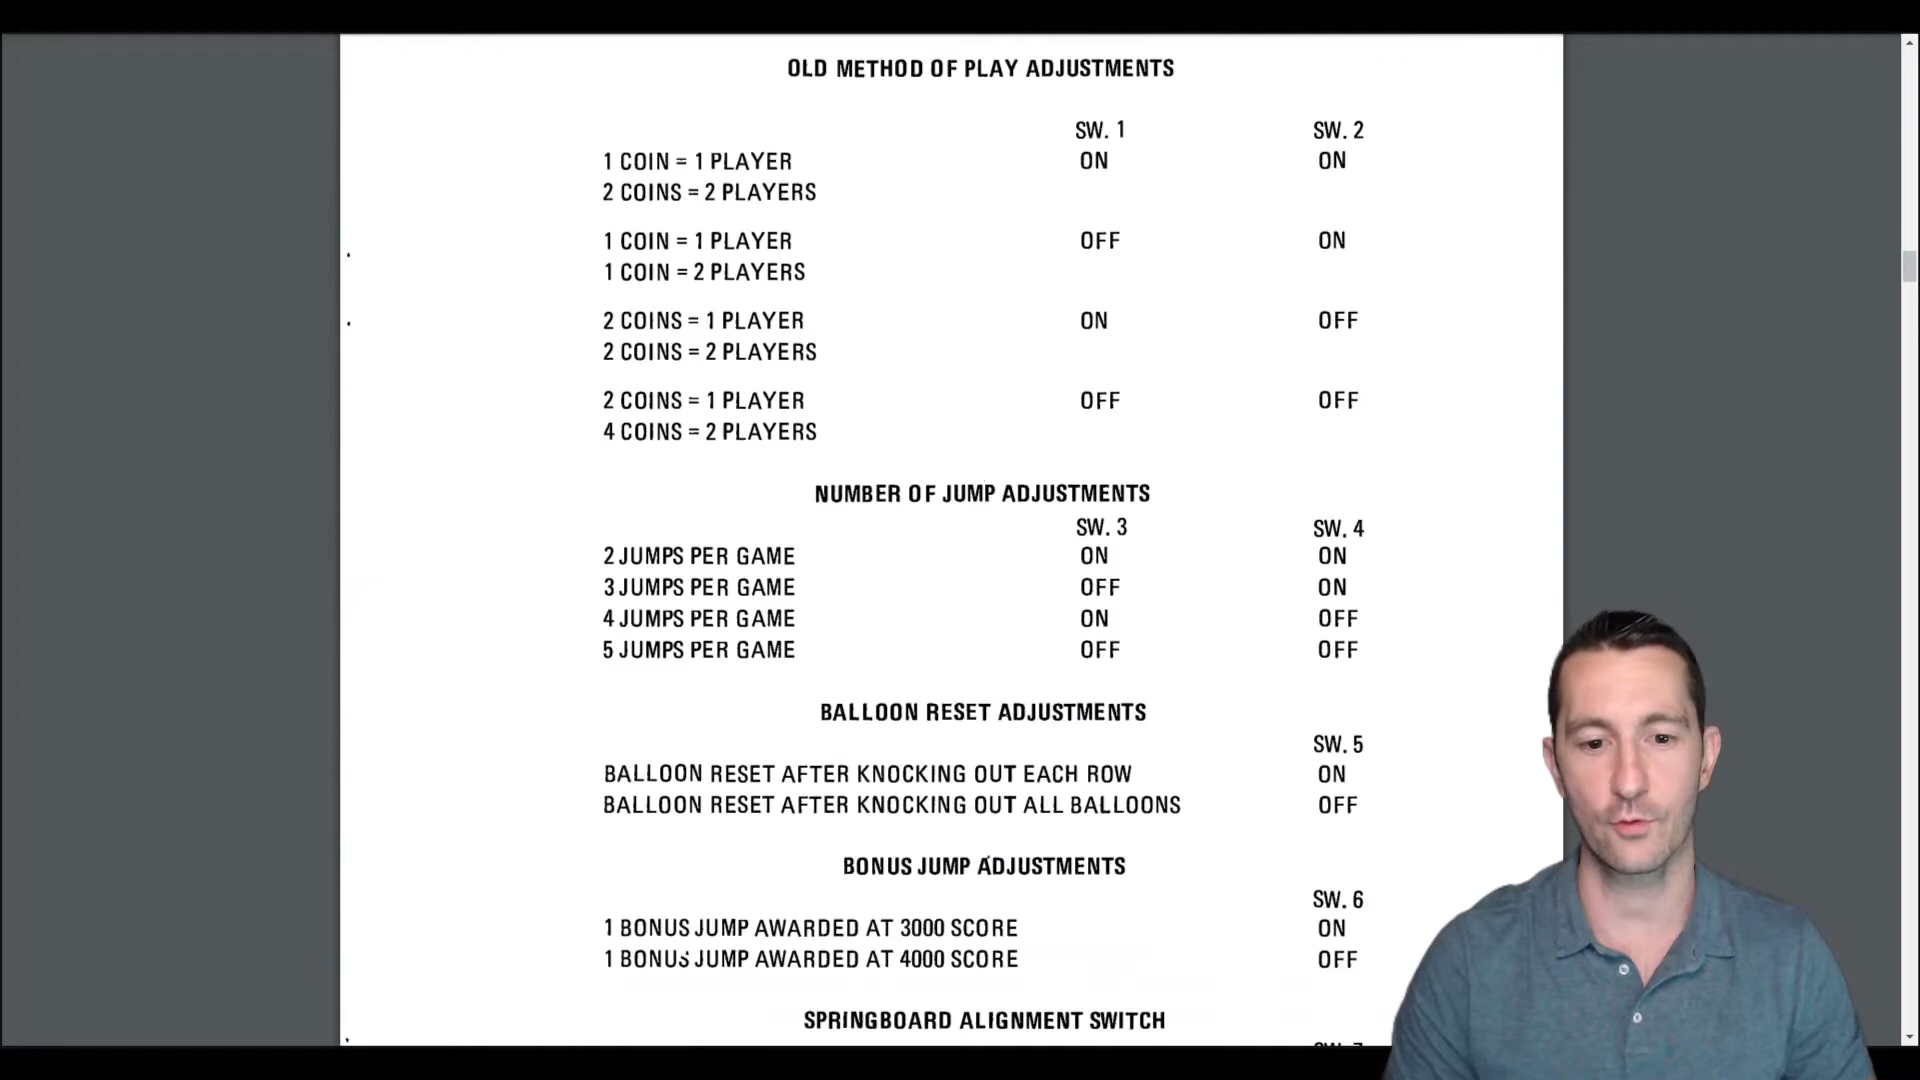 OLD METHOD OF PLAY ADJUSTMENTS
SW. 1 SW. 2
1 COIN = 1 PLAYER ON ON
2 COINS = 2 PLAYERS
1 COIN = 1 PLAYER OFF ON
1 COIN = 2 PLAYERS
2 COINS = 1 PLAYER ON OFF
2 COINS = 2 PLAYERS
2 COINS = 1 PLAYER OFF OFF
4 COINS = 2 PLAYERS
NUMBER OF JUMP ADJUSTMENTS
SW. 3 SW. 4
2 JUMPS PER GAME ON ON
3 JUMPS PER GAME OFF ON
4 JUMPS PER GAME ON OFF
5 JUMPS PER GAME OFF OFF
BALLOON RESET ADJUSTMENTS
SW. 5
BALLOON RESET AFTER KNOCKING OUT EACH ROW ON
BALLOON RESET AFTER KNOCKING OUT ALL BALLOONS OFF
BONUS JUMP ADJUSTMENTS
SW. 6
1 BONUS JUMP AWARDED AT 3000 SCORE ON
1 BONUS JUMP AWARDED AT 4000 SCORE OFF
SPRINGBOARD ALIGNMENT SWITCH